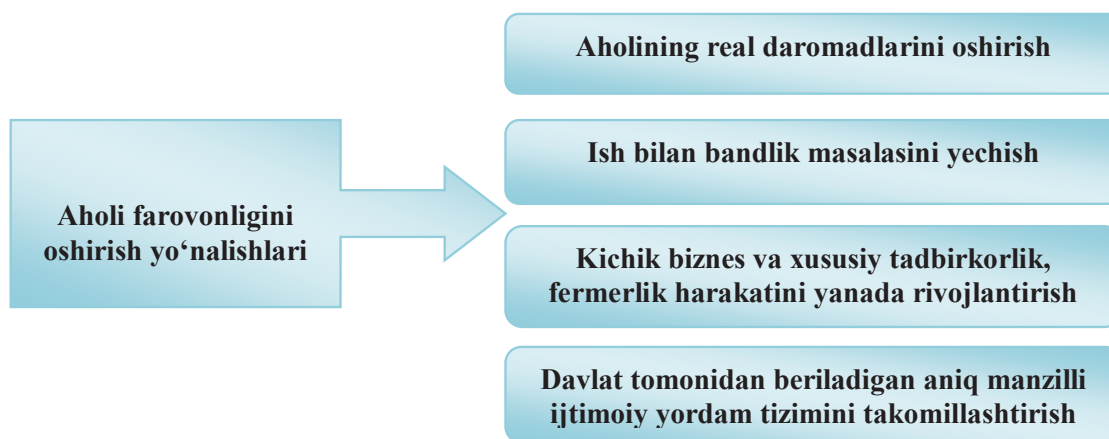 Aholi farovonligini
oshirish yo‘nalishlari
Aholining real daromadlarini oshirish
Ish bilan bandlik masalasini yechish
Kichik biznes va xususiy tadbirkorlik,
fermerlik harakatini yanada rivojlantirish
Davlat tomonidan beriladigan aniq manzilli
ijtimoiy yordam tizimini takomillashtirish